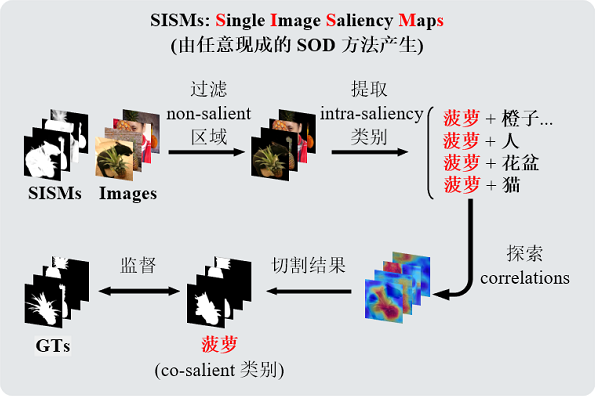 SISMs: Single Image Saliency Maps
(由任意现成的 SOD 方法产生)
过滤
non-salient
区域
提取
intra-saliency
类别
菠萝 + 橙子...
菠萝 + 人
菠萝 + 花盆
菠萝 + 猫
SISMs
Images
探索
correlations
切割结果
监督
GTs
菠萝
(co-salient 类别)